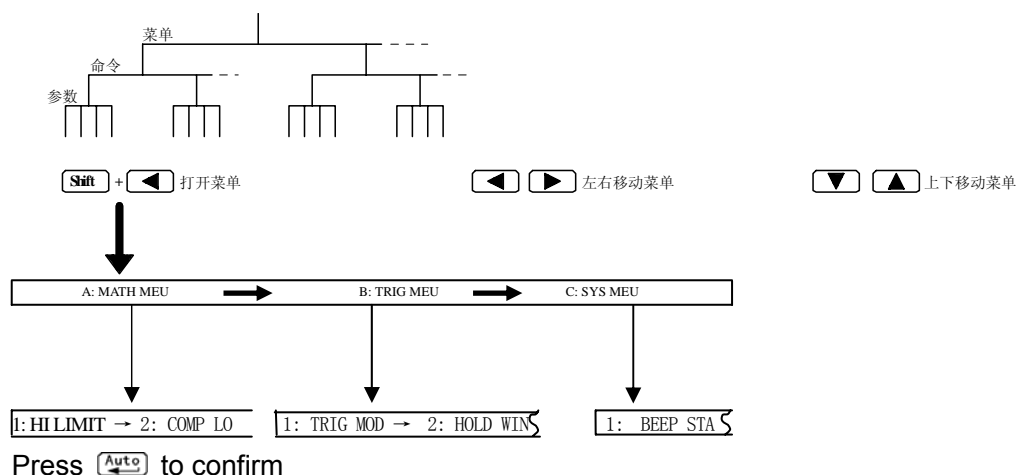 菜单
命令
参数
Shift + 打开菜单
左右移动菜单
上下移动菜单
A: MATH MEU
B: TRIG MEU
C: SYS MEU
1: HI LIMIT → 2: COMP LO
1: TRIG MOD → 2: HOLD WIN
1: BEEP STA
Press Auto to confirm